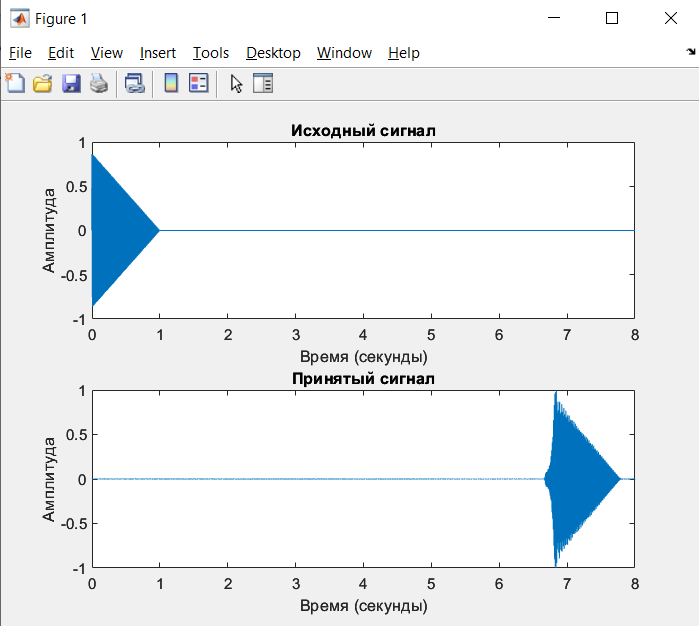 Figure 1
File Edit View Insert Tools Desktop Window Help
Исходный сигнал
Амплитуда
1
0.5
0
-0.5
-1
0 1 2 3 4 5 6 7 8
Время (секунды)
Принятый сигнал
Амплитуда
1
0.5
0
-0.5
-1
0 1 2 3 4 5 6 7 8
Время (секунды)